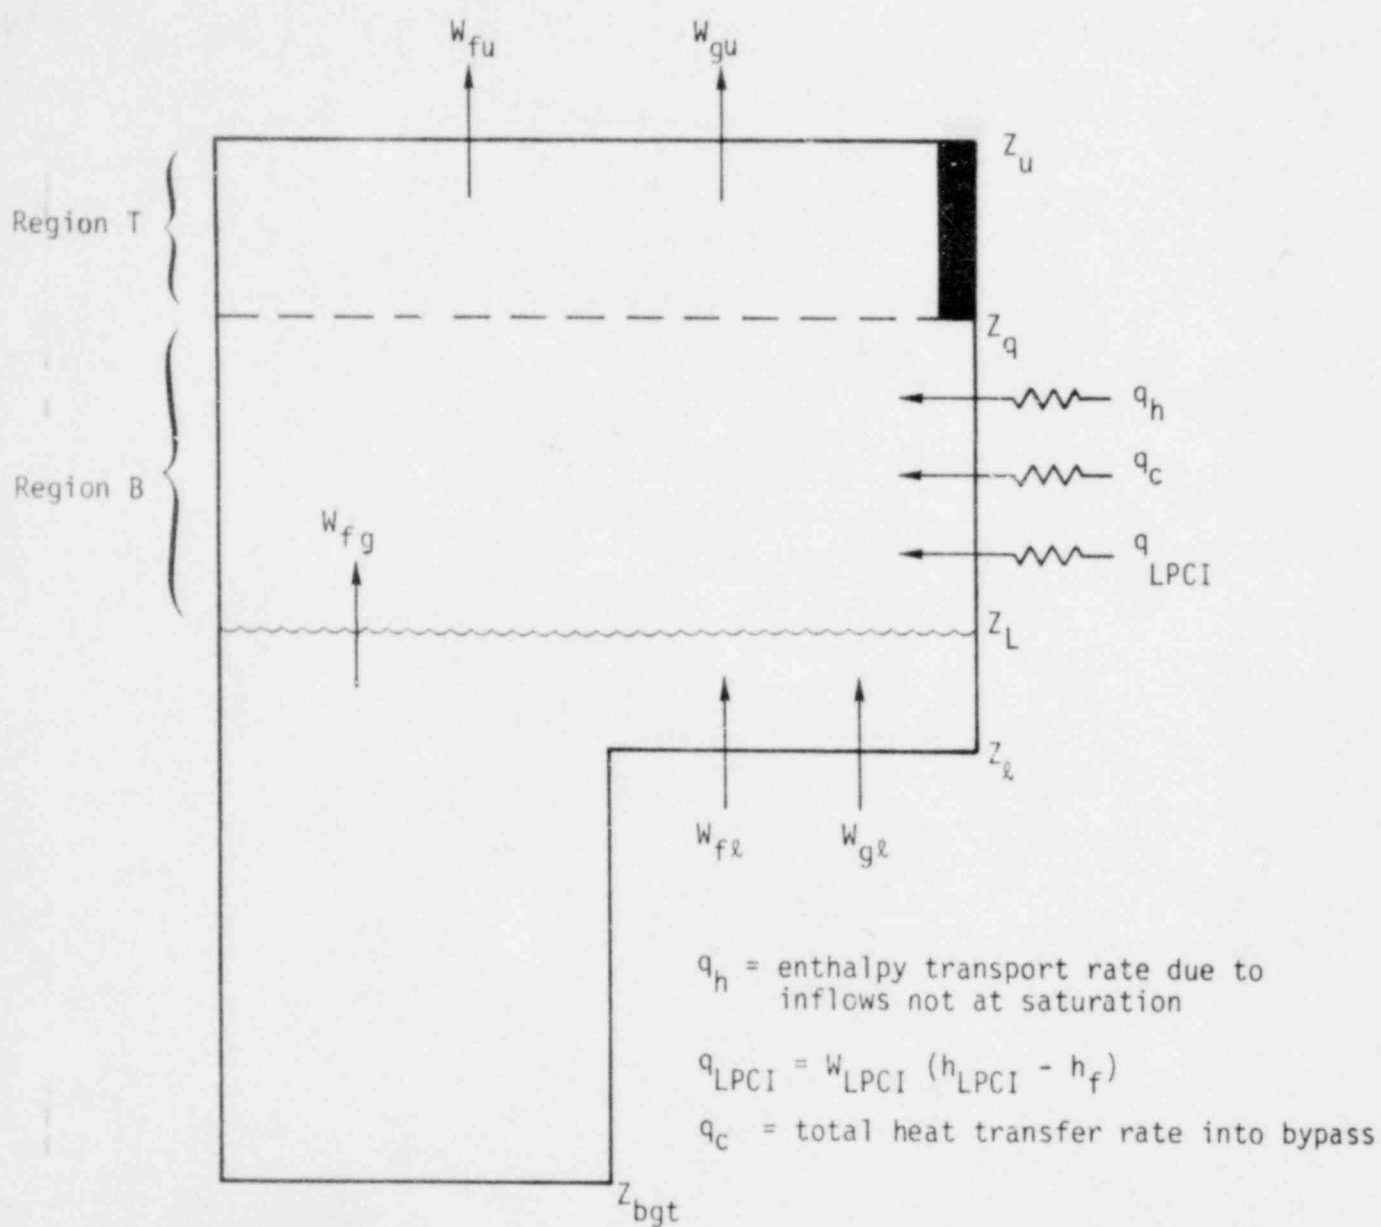 W_fu
W_gu
Z_u
Region T
Z_q
q_h
q_c
Region B
W_fg
q_LPCI
Z_L
Z_ℓ
W_fℓ
W_gℓ
q_h = enthalpy transport rate due to
inflows not at saturation
q_LPCI = W_LPCI (h_LPCI - h_f)
q_c = total heat transfer rate into bypass
Z_bgt